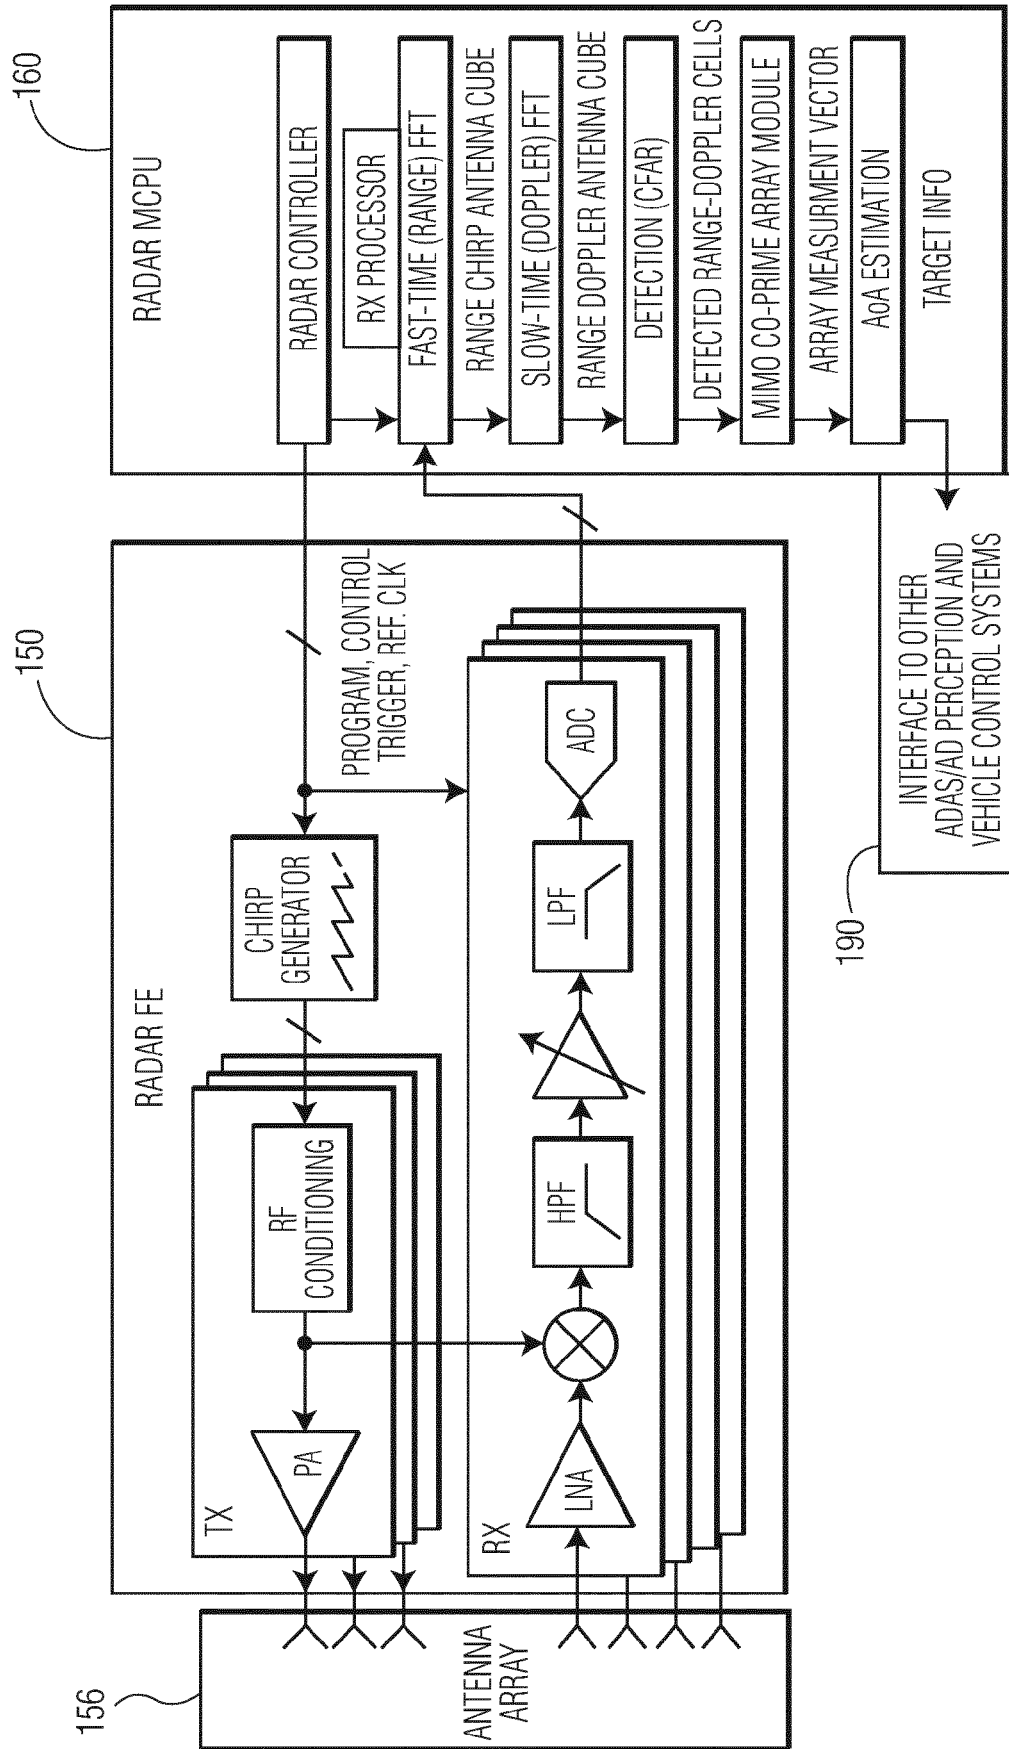 156
ANTENNA
ARRAY
150
RADAR FE
TX
PA
RF
CONDITIONING
CHIRP
GENERATOR
PROGRAM, CONTROL
TRIGGER, REF. CLK
RX
LNA
HPF
LPF
ADC
160
RADAR MCPU
RADAR CONTROLLER
RX PROCESSOR
FAST-TIME (RANGE) FFT
RANGE CHIRP ANTENNA CUBE
SLOW-TIME (DOPPLER) FFT
RANGE DOPPLER ANTENNA CUBE
DETECTION (CFAR)
DETECTED RANGE-DOPPLER CELLS
MIMO CO-PRIME ARRAY MODULE
ARRAY MEASURMENT VECTOR
AoA ESTIMATION
TARGET INFO
190
INTERFACE TO OTHER
ADAS/AD PERCEPTION AND
VEHICLE CONTROL SYSTEMS